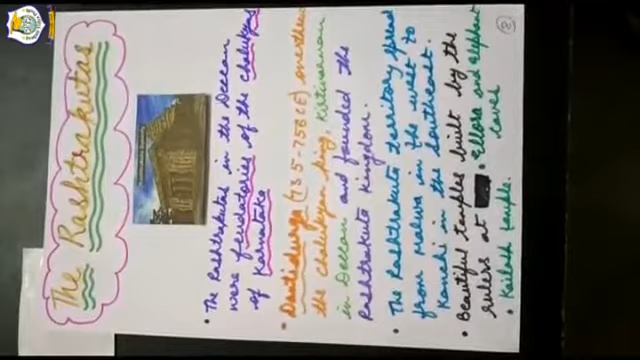 The Rashtrakutas
• The Rashtrakutas in the Deccan
were feudatories of the chalukyas
of Karnataka
• Dantidurga (735-756 CE) overthrew
the chalukyan king, Kirtivarman
in Deccan and founded the
Rashtrakuta kingdom.
• The Rashtrakuta territory spread
from malwa in the west to
Kanchi in the Southeast.
• Beautiful temples built by the
rulers at • Ellora and elephant
caves
• Kailash temple.
8